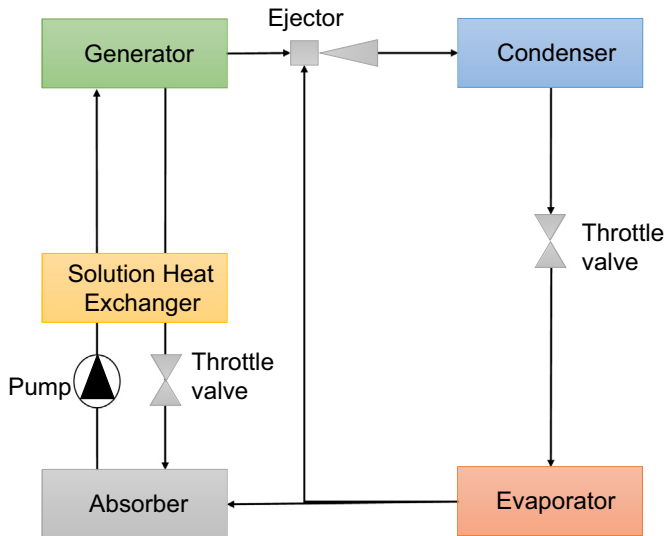 Ejector
Generator
Condenser
Throttle
valve
Solution Heat
Exchanger
Throttle
valve
Pump
Absorber
Evaporator